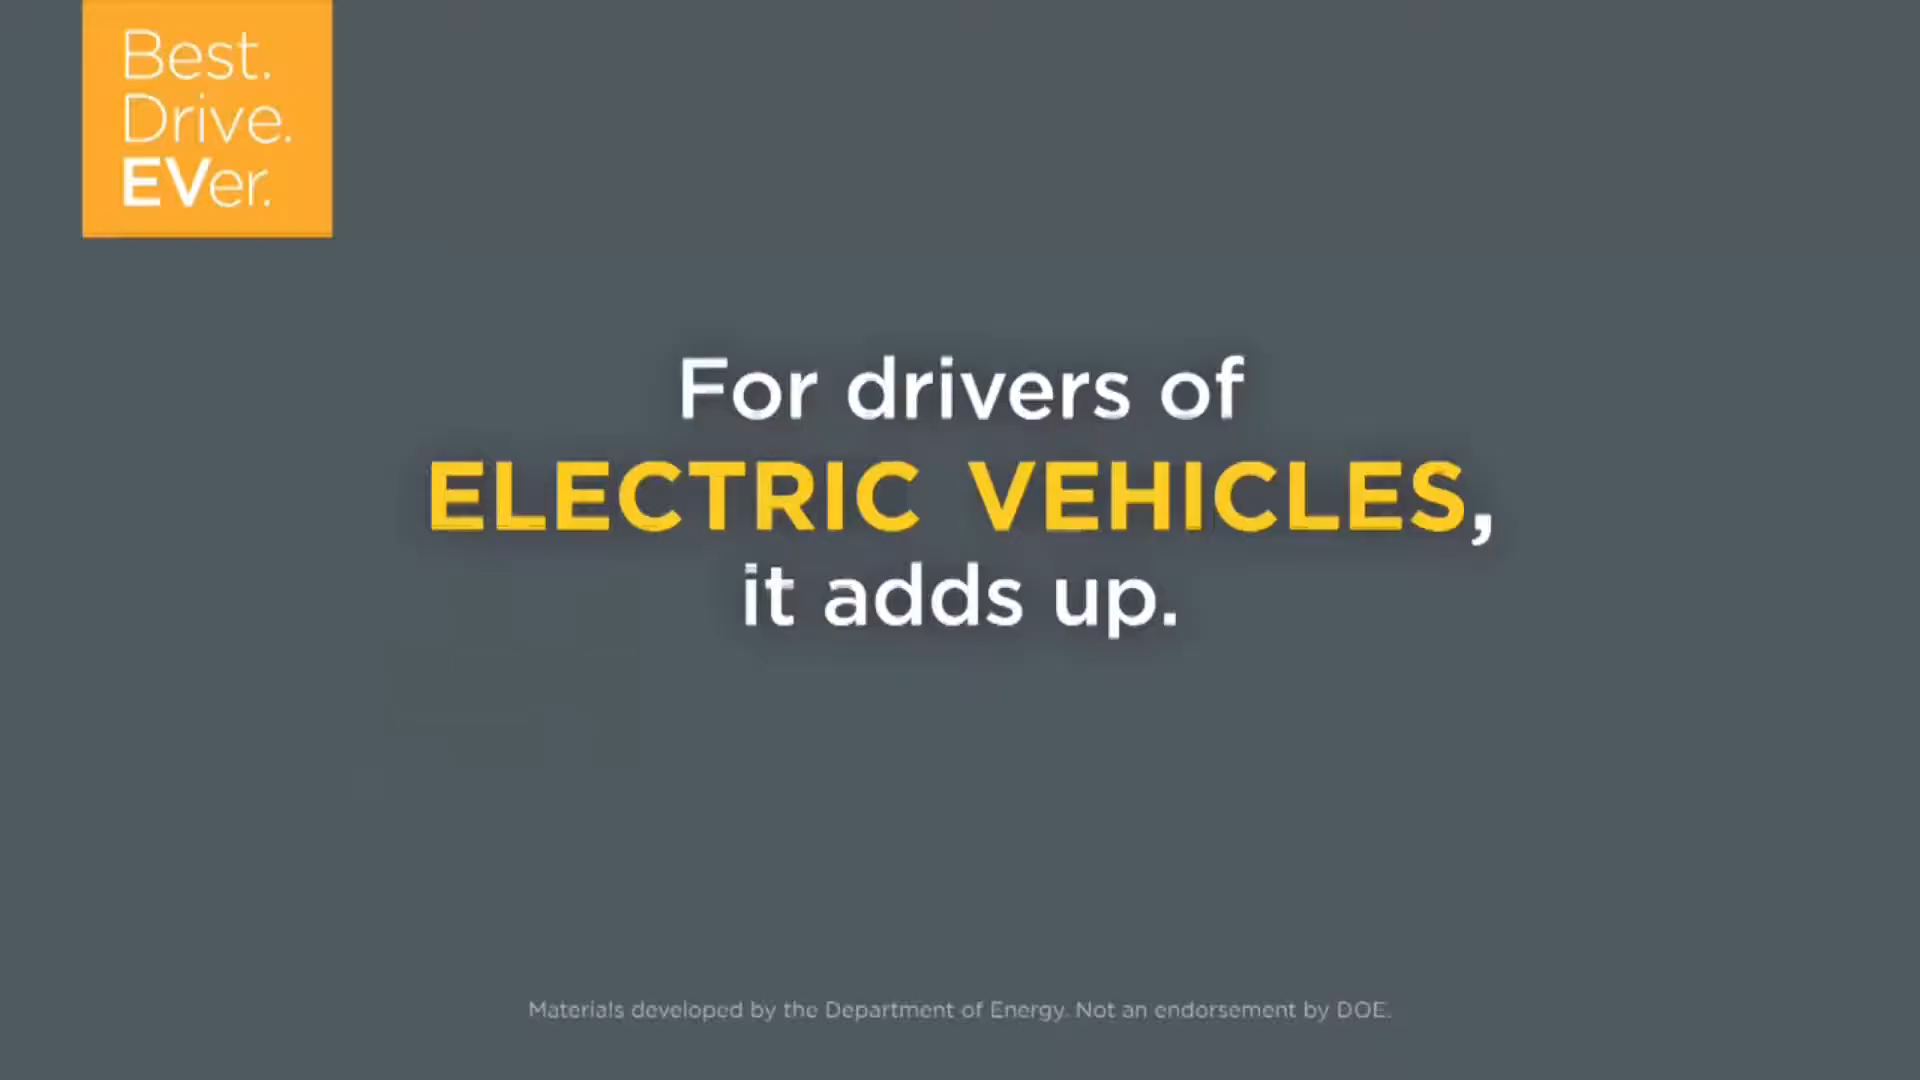 Best.
Drive.
EVer.
For drivers of
ELECTRIC VEHICLES,
it adds up.
Materials developed by the Department of Energy. Not an endorsement by DOE.